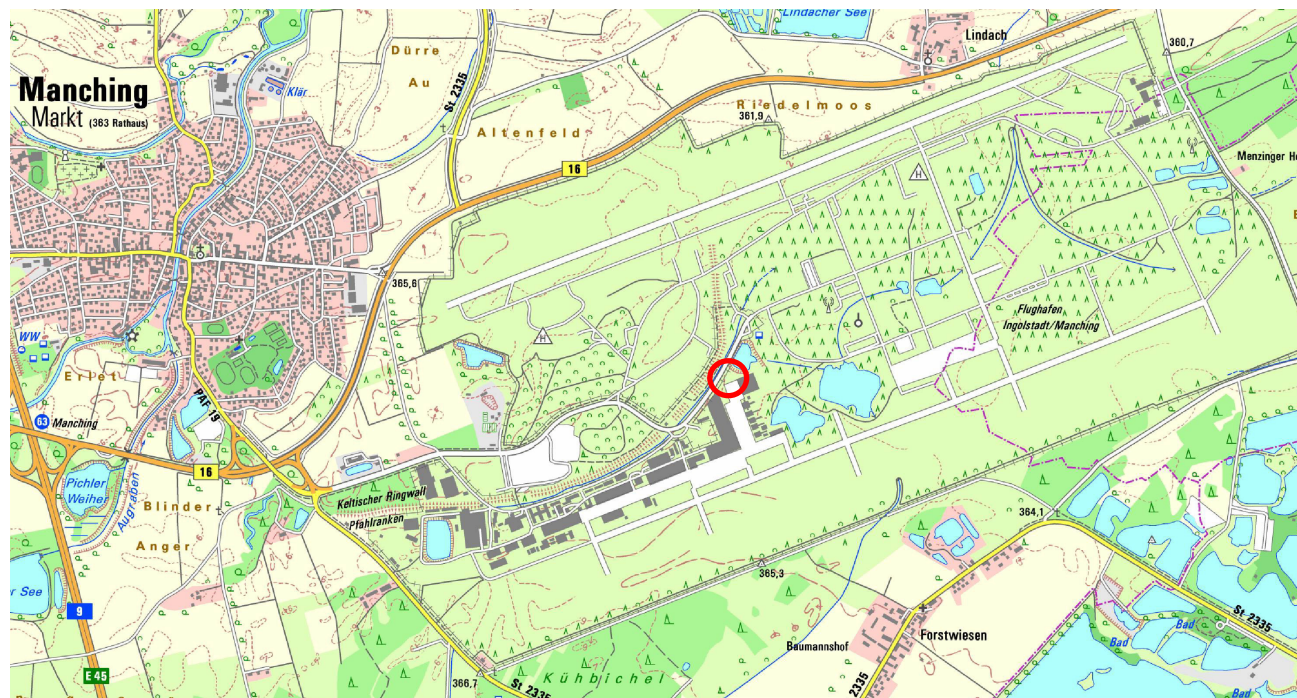 Lindacher See
Dürre
Au
Lindach
360,7
Manching
Markt (363 Rathaus)
Klär
St 2335
Riedelmoos
361,9
Altenfeld
16
H
Menzinger
365,6
H
Flughafen
Ingolstadt/Manching
WW
Erlet
PAF 19
63
Manching
16
Pichler
Weiher
Augraben
Blinder
Anger
Keltischer Ringwall
Pfahlranken
364,1
365,3
er See
9
Forstwiesen
St 2335
Baumannshof
Bad
Bad
E 45
366,7
St 2335
Kühbichel
2335
Bad